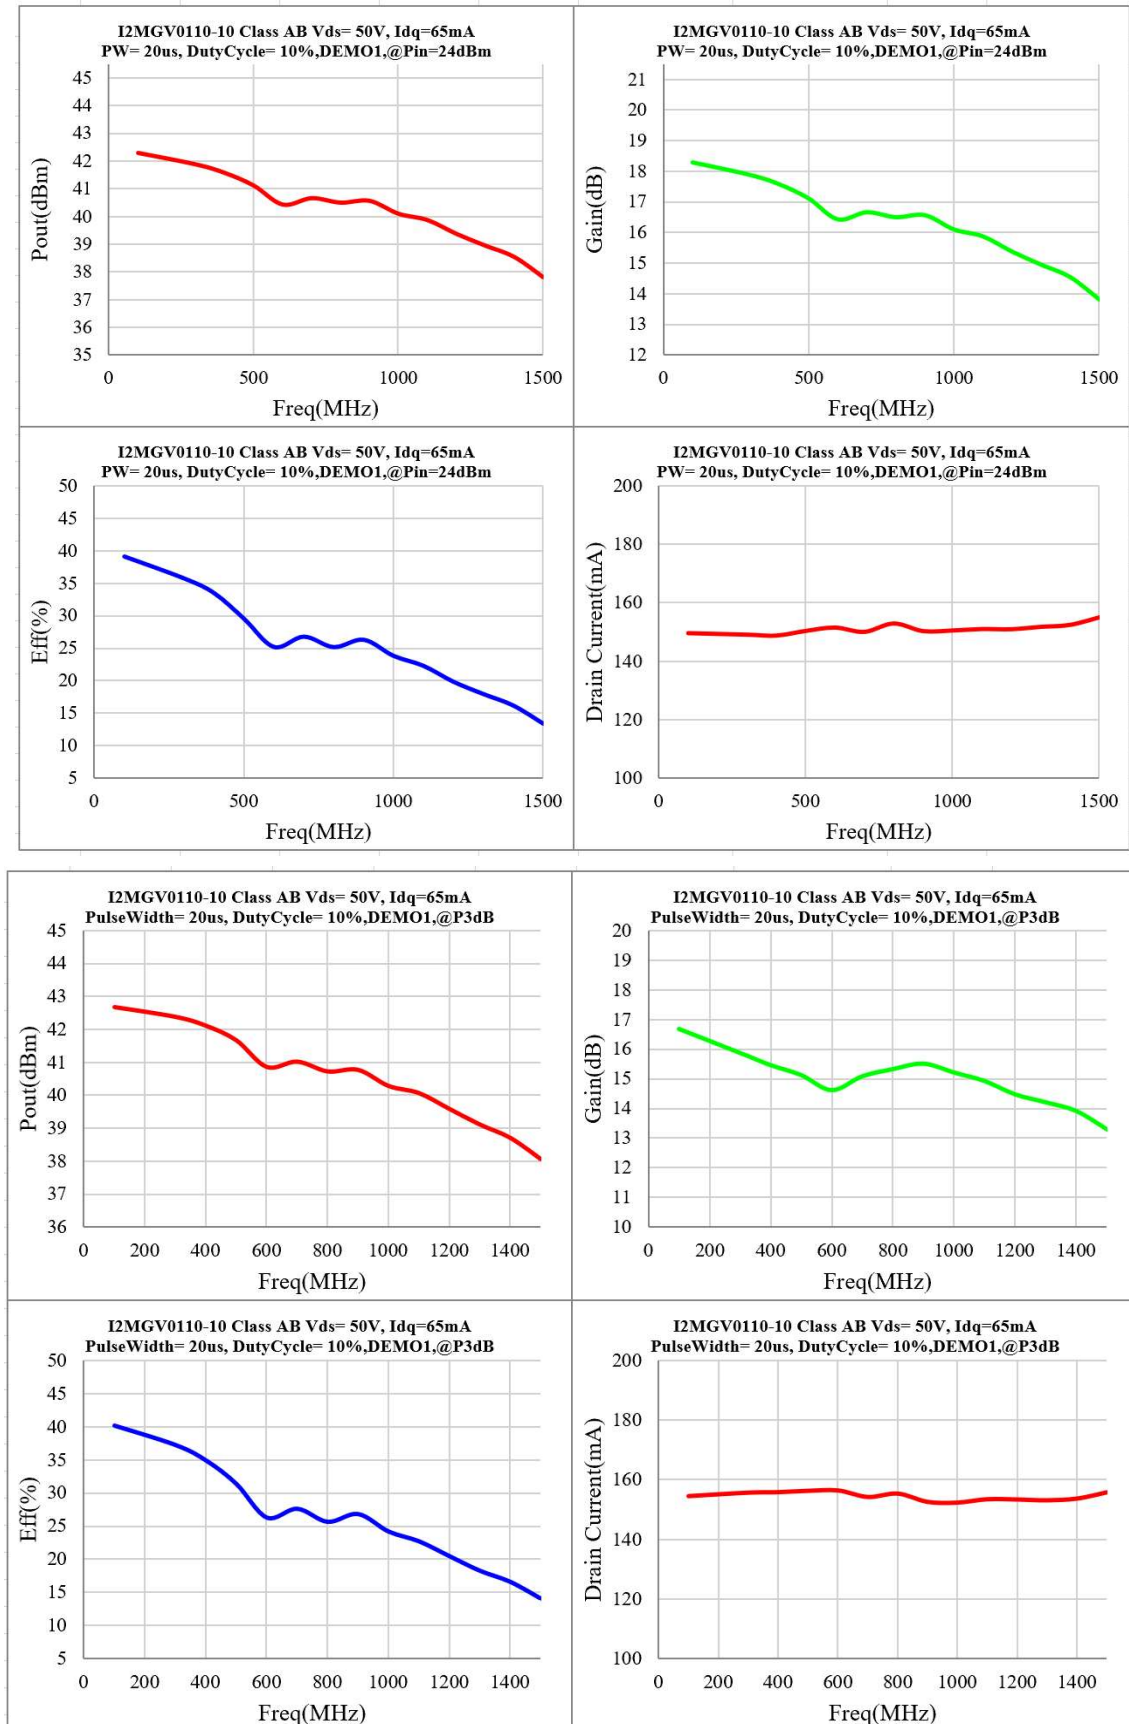 I2MGV0110-10 Class AB Vds= 50V, Idq=65mA
PW= 20us, DutyCycle= 10%,DEMO1,@Pin=24dBm
45
44
43
42
41
40
39
38
37
36
35
Pout(dBm)
0 500 1000 1500
Freq(MHz)
I2MGV0110-10 Class AB Vds= 50V, Idq=65mA
PW= 20us, DutyCycle= 10%,DEMO1,@Pin=24dBm
21
20
19
18
17
16
15
14
13
12
Gain(dB)
0 500 1000 1500
Freq(MHz)
I2MGV0110-10 Class AB Vds= 50V, Idq=65mA
PW= 20us, DutyCycle= 10%,DEMO1,@Pin=24dBm
50
45
40
35
30
25
20
15
10
5
Eff(%)
0 500 1000 1500
Freq(MHz)
I2MGV0110-10 Class AB Vds= 50V, Idq=65mA
PW= 20us, DutyCycle= 10%,DEMO1,@Pin=24dBm
200
180
160
140
120
100
Drain Current(mA)
0 500 1000 1500
Freq(MHz)
I2MGV0110-10 Class AB Vds= 50V, Idq=65mA
PulseWidth= 20us, DutyCycle= 10%,DEMO1,@P3dB
45
44
43
42
41
40
39
38
37
36
Pout(dBm)
0 200 400 600 800 1000 1200 1400
Freq(MHz)
I2MGV0110-10 Class AB Vds= 50V, Idq=65mA
PulseWidth= 20us, DutyCycle= 10%,DEMO1,@P3dB
20
19
18
17
16
15
14
13
12
11
10
Gain(dB)
0 200 400 600 800 1000 1200 1400
Freq(MHz)
I2MGV0110-10 Class AB Vds= 50V, Idq=65mA
PulseWidth= 20us, DutyCycle= 10%,DEMO1,@P3dB
50
45
40
35
30
25
20
15
10
5
Eff(%)
0 200 400 600 800 1000 1200 1400
Freq(MHz)
I2MGV0110-10 Class AB Vds= 50V, Idq=65mA
PulseWidth= 20us, DutyCycle= 10%,DEMO1,@P3dB
200
180
160
140
120
100
Drain Current(mA)
0 200 400 600 800 1000 1200 1400
Freq(MHz)